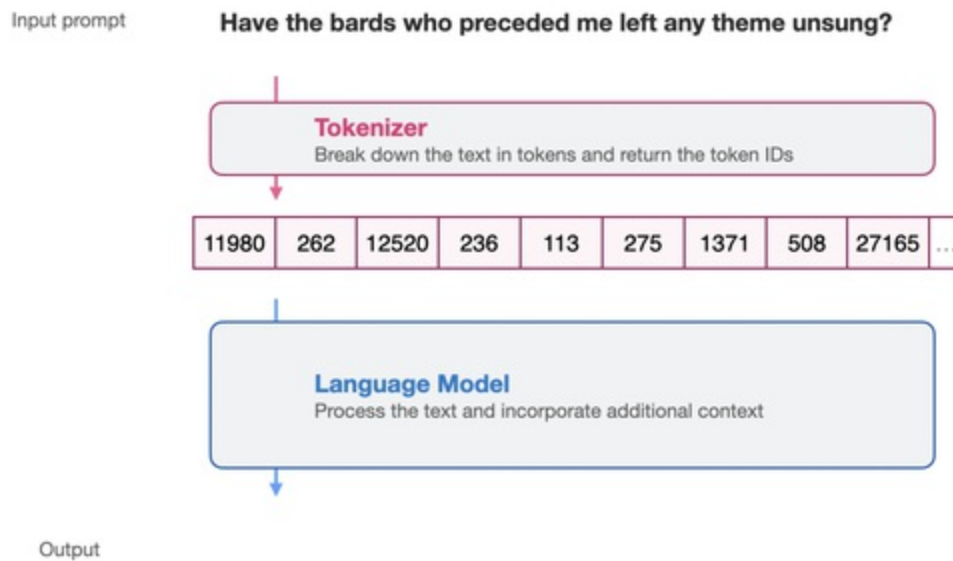 Input prompt
Have the bards who preceded me left any theme unsung?
Tokenizer
Break down the text in tokens and return the token IDs
11980 262 12520 236 113 275 1371 508 27165 ...
Language Model
Process the text and incorporate additional context
Output